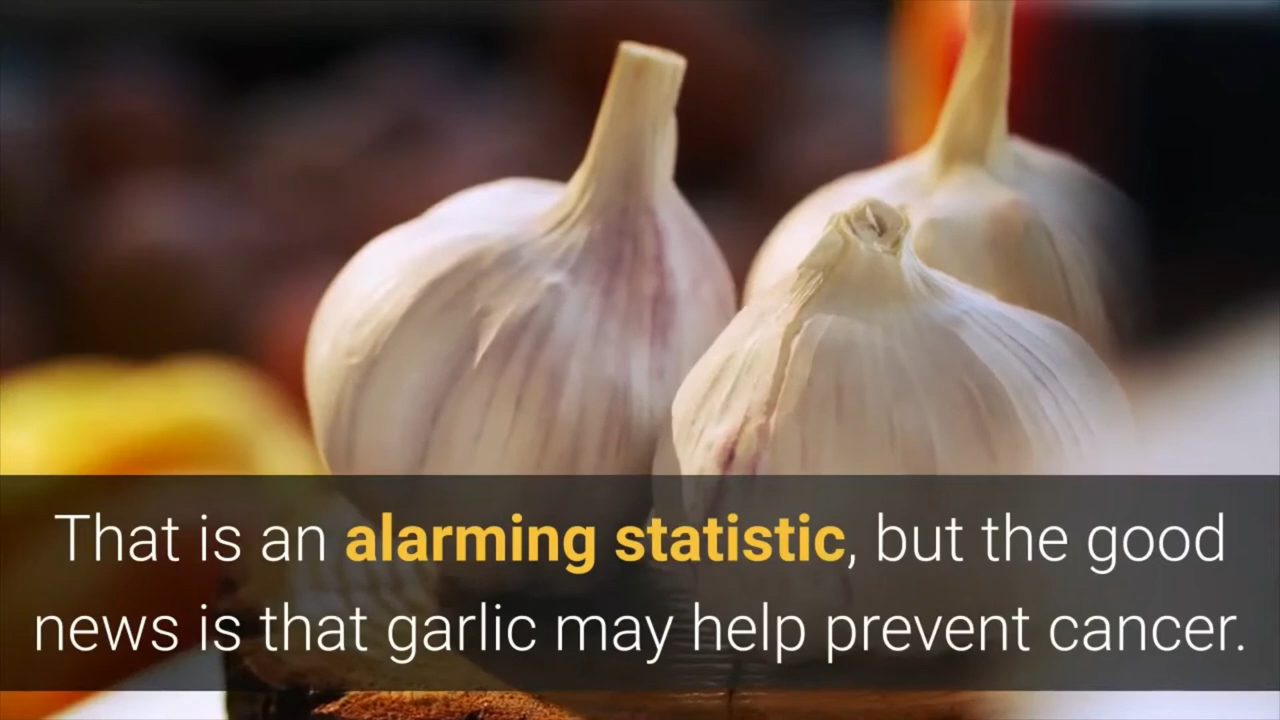 That is an alarming statistic, but the good
news is that garlic may help prevent cancer.